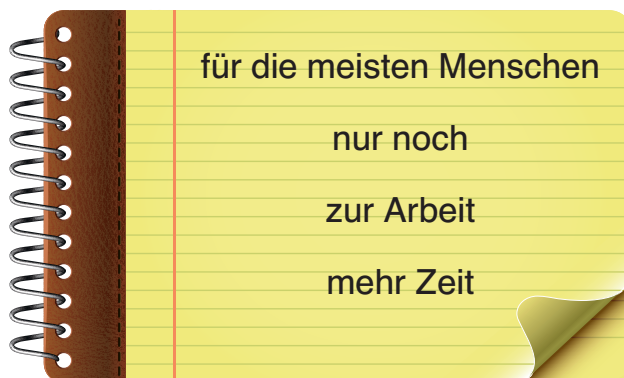 für die meisten Menschen
nur noch
zur Arbeit
mehr Zeit